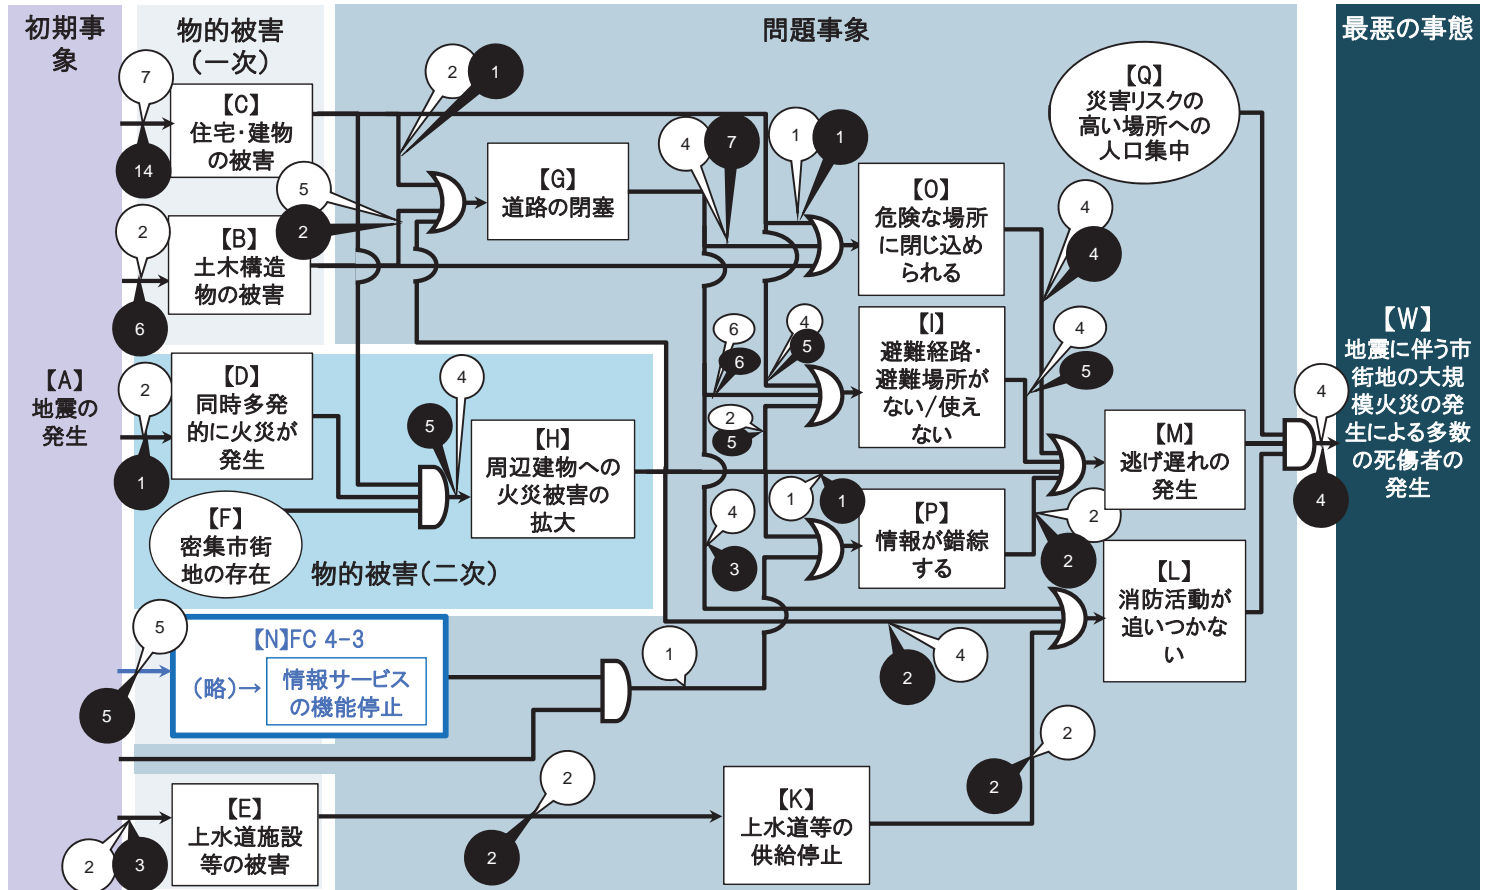 初期事
象
物的被害
(一次)
問題事象
最悪の事態
【A】
地震の
発生
7
14
【C】
住宅・建物
の被害
2
6
【B】
土木構造
物の被害
2
1
【D】
同時多発
的に火災が
発生
【F】
密集市街
地の存在
物的被害(二次)
5
5
【N】FC 4-3
(略)→
情報サービス
の機能停止
2
3
【E】
上水道施設
等の被害
2
1
5
2
【G】
道路の閉塞
5
4
【H】
周辺建物への
火災被害の
拡大
1
2
2
【K】
上水道等の
供給停止
4
7
1
1
【O】
危険な場所
に閉じ込め
られる
6
6
4
5
2
5
【I】
避難経路・
避難場所が
ない/使え
ない
1
1
4
3
【P】
情報が錯綜
する
2
4
2
2
【Q】
災害リスクの
高い場所への
人口集中
4
4
4
5
【M】
逃げ遅れの
発生
2
2
【L】
消防活動が
追いつかな
い
4
4
【W】
地震に伴う市
街地の大規
模火災の発
生による多数
の死傷者の
発生